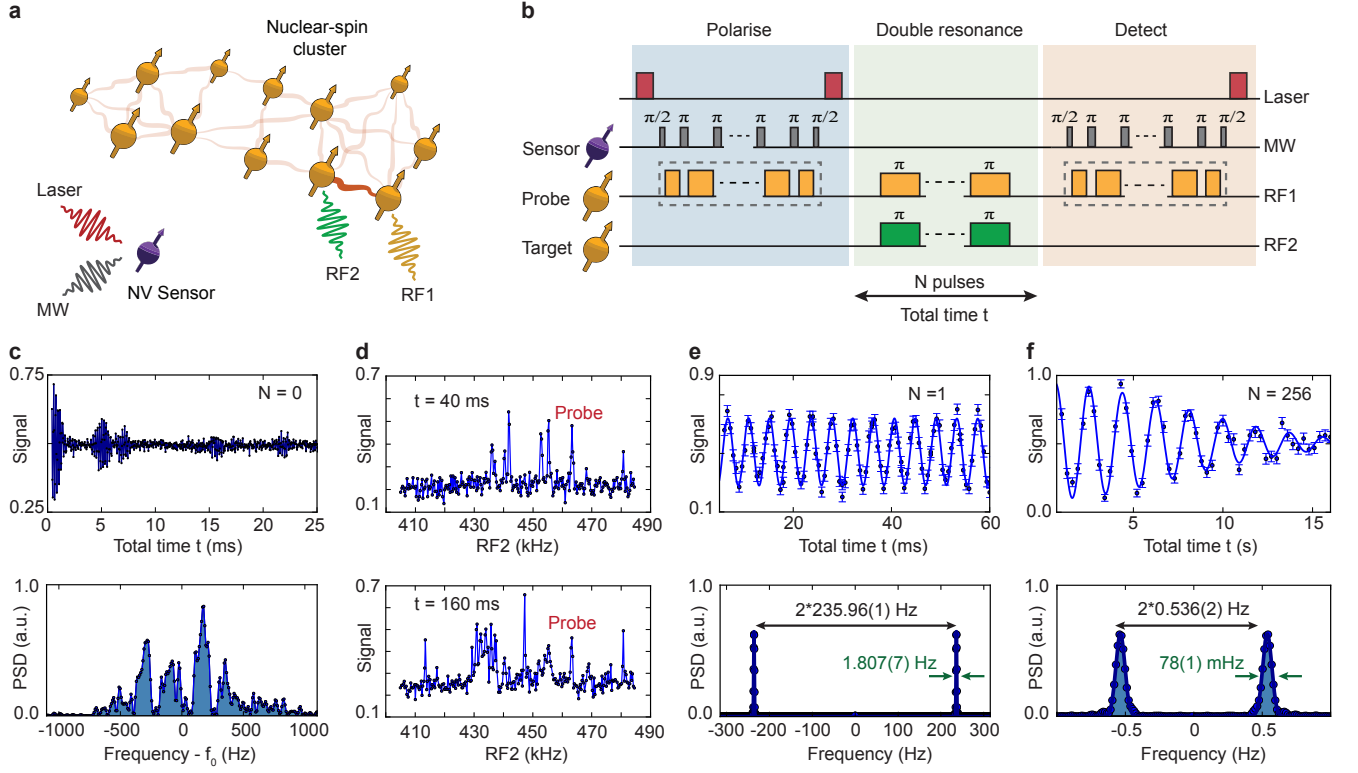 a
Nuclear-spin
cluster
Laser
MW
NV Sensor
RF2
RF1
b
Polarise
Double resonance
Detect
Laser
π/2 π π π π π/2
π/2 π π π π π/2
Sensor
MW
π π
Probe
RF1
π π
Target
RF2
N pulses
Total time t
c
0.75
N = 0
Signal
0.25
0 5 10 15 20 25
Total time t (ms)
1.0
PSD (a.u.)
0.0
-1000 -500 0 500 1000
Frequency - f0 (Hz)
d
0.7
t = 40 ms
Probe
Signal
0.1
410 430 450 470 490
RF2 (kHz)
0.7
t = 160 ms
Probe
Signal
0.1
410 430 450 470 490
RF2 (kHz)
e
0.9
N =1
Signal
0.1
20 40 60
Total time t (ms)
1.0
2*235.96(1) Hz
PSD (a.u.)
1.807(7) Hz
0.0
-300 -200 -100 0 100 200 300
Frequency (Hz)
f
1.0
N = 256
Signal
0.0
5 10 15
Total time t (s)
1.0
2*0.536(2) Hz
PSD (a.u.)
78(1) mHz
0.0
-0.5 0 0.5
Frequency (Hz)